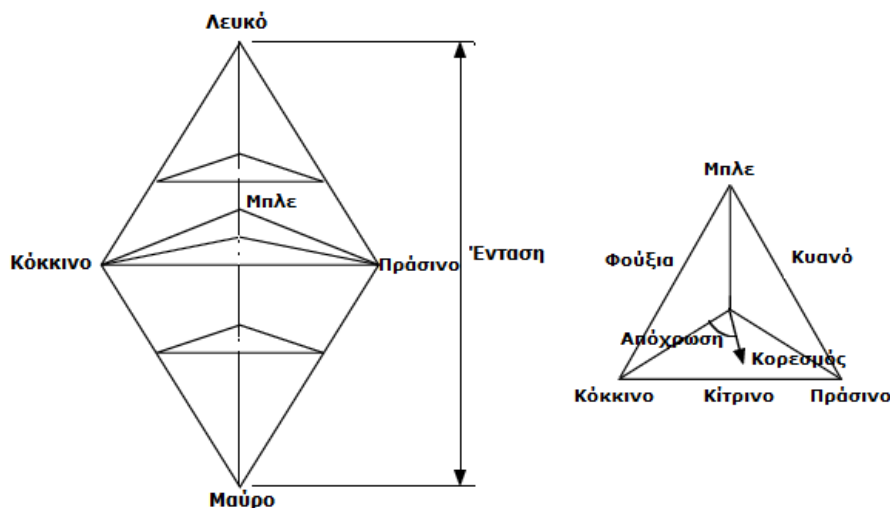 Λευκό
Μπλε
Κόκκινο
Πράσινο
Ένταση
Μαύρο
Μπλε
Φούξια
Κυανό
Απόχρωση
Κορεσμός
Κόκκινο
Κίτρινο
Πράσινο